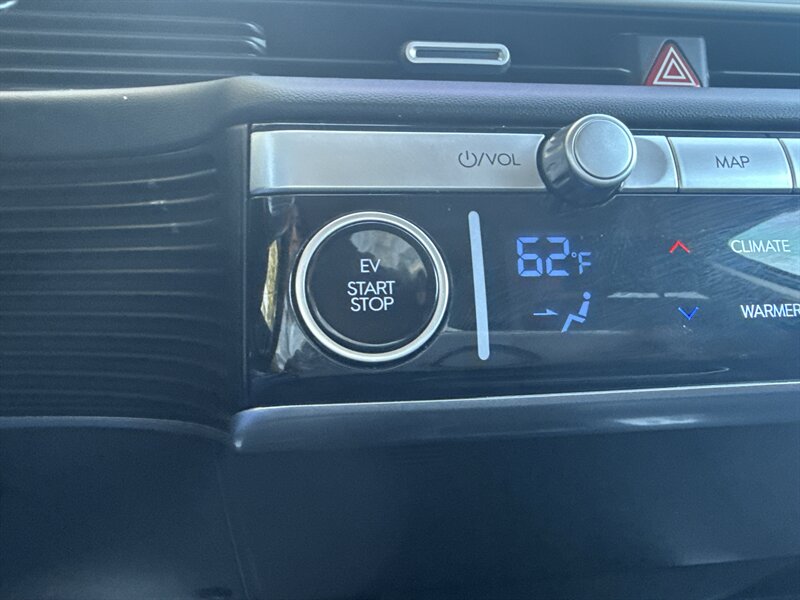 ⏻/VOL
MAP
EV
START
STOP
62°F
CLIMATE
WARMER